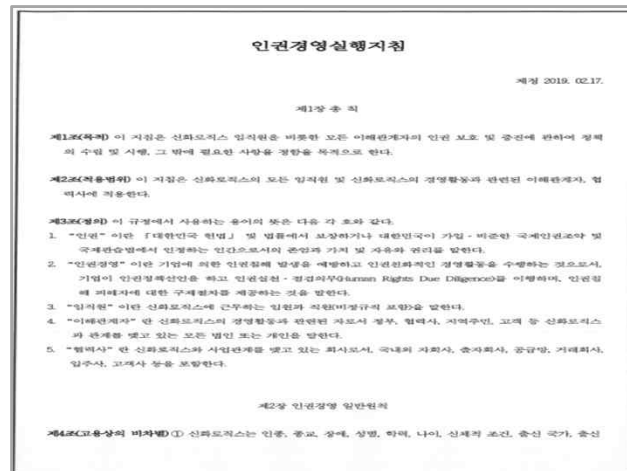 인권경영실행지침
제정 2019. 02.17.
제1장 총 칙
제1조(목적) 이 지침은 신화로직스 임직원을 비롯한 모든 이해관계자의 인권 보호 및 증진에 관하여 정책
의 수립 및 시행, 그 밖에 필요한 사항을 정함을 목적으로 한다.
제2조(적용범위) 이 지침은 신화로직스의 모든 임직원 및 신화로직스의 경영활동과 관련된 이해관계자, 협
력사에 적용한다.
제3조(정의) 이 규정에서 사용하는 용어의 뜻은 다음 각 호와 같다.
1. “인권” 이란 「대한민국 헌법」 및 법률에서 보장하거나 대한민국이 가입·비준한 국제인권조약 및
국제관습법에서 인정하는 인간으로서의 존엄과 가치 및 자유와 권리를 말한다.
2. “인권경영” 이란 기업에 의한 인권침해 발생을 예방하고 인권친화적인 경영활동을 수행하는 것으로서,
기업이 인권정책선언을 하고 인권실천·점검의무(Human Rights Due Diligence)를 이행하며, 인권침
해 피해자에 대한 구제절차를 제공하는 것을 말한다.
3. “임직원” 이란 신화로직스에 근무하는 임원과 직원(비정규직 포함)을 말한다.
4. “이해관계자” 란 신화로직스의 경영활동과 관련된 자로서 정부, 협력사, 지역주민, 고객 등 신화로직스
와 관계를 맺고 있는 모든 법인 또는 개인을 말한다.
5. “협력사” 란 신화로직스와 사업관계를 맺고 있는 회사로서, 국내외 자회사, 출자회사, 공급망, 거래회사,
입주사, 고객사 등을 포함한다.
제2장 인권경영 일반원칙
제4조(고용상의 비차별) ① 신화로직스는 인종, 종교, 장애, 성별, 학력, 나이, 신체적 조건, 출신 국가, 출신